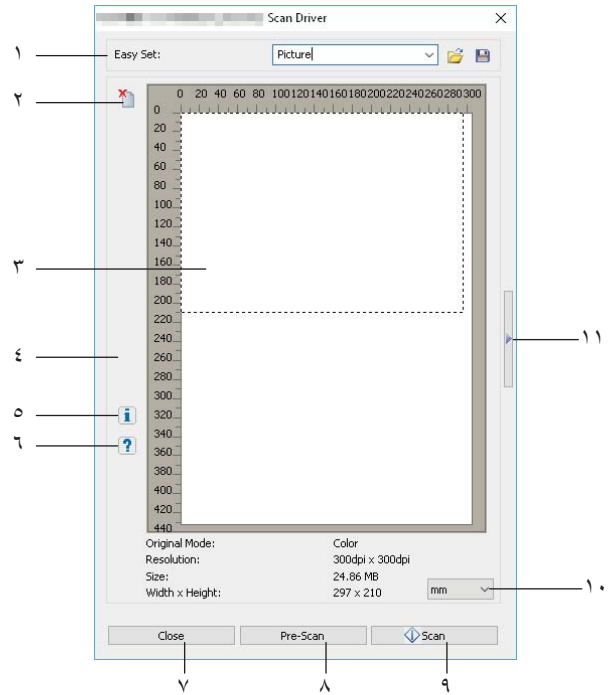 Scan Driver
١ Easy Set: Picture
٢
0 20 40 60 80 100 120 140 160 180 200 220 240 260 280 300
0
20
40
60
80
100
120
140
160
٣
180
200
220
240
٤
260
280
300
٥
320
340
٦
360
380
400
420
440
١١
Original Mode: Color
Resolution: 300dpi x 300dpi
Size: 24.86 MB
Width x Height: 297 x 210
mm ١٠
Close Pre-Scan Scan
٧ ٨ ٩